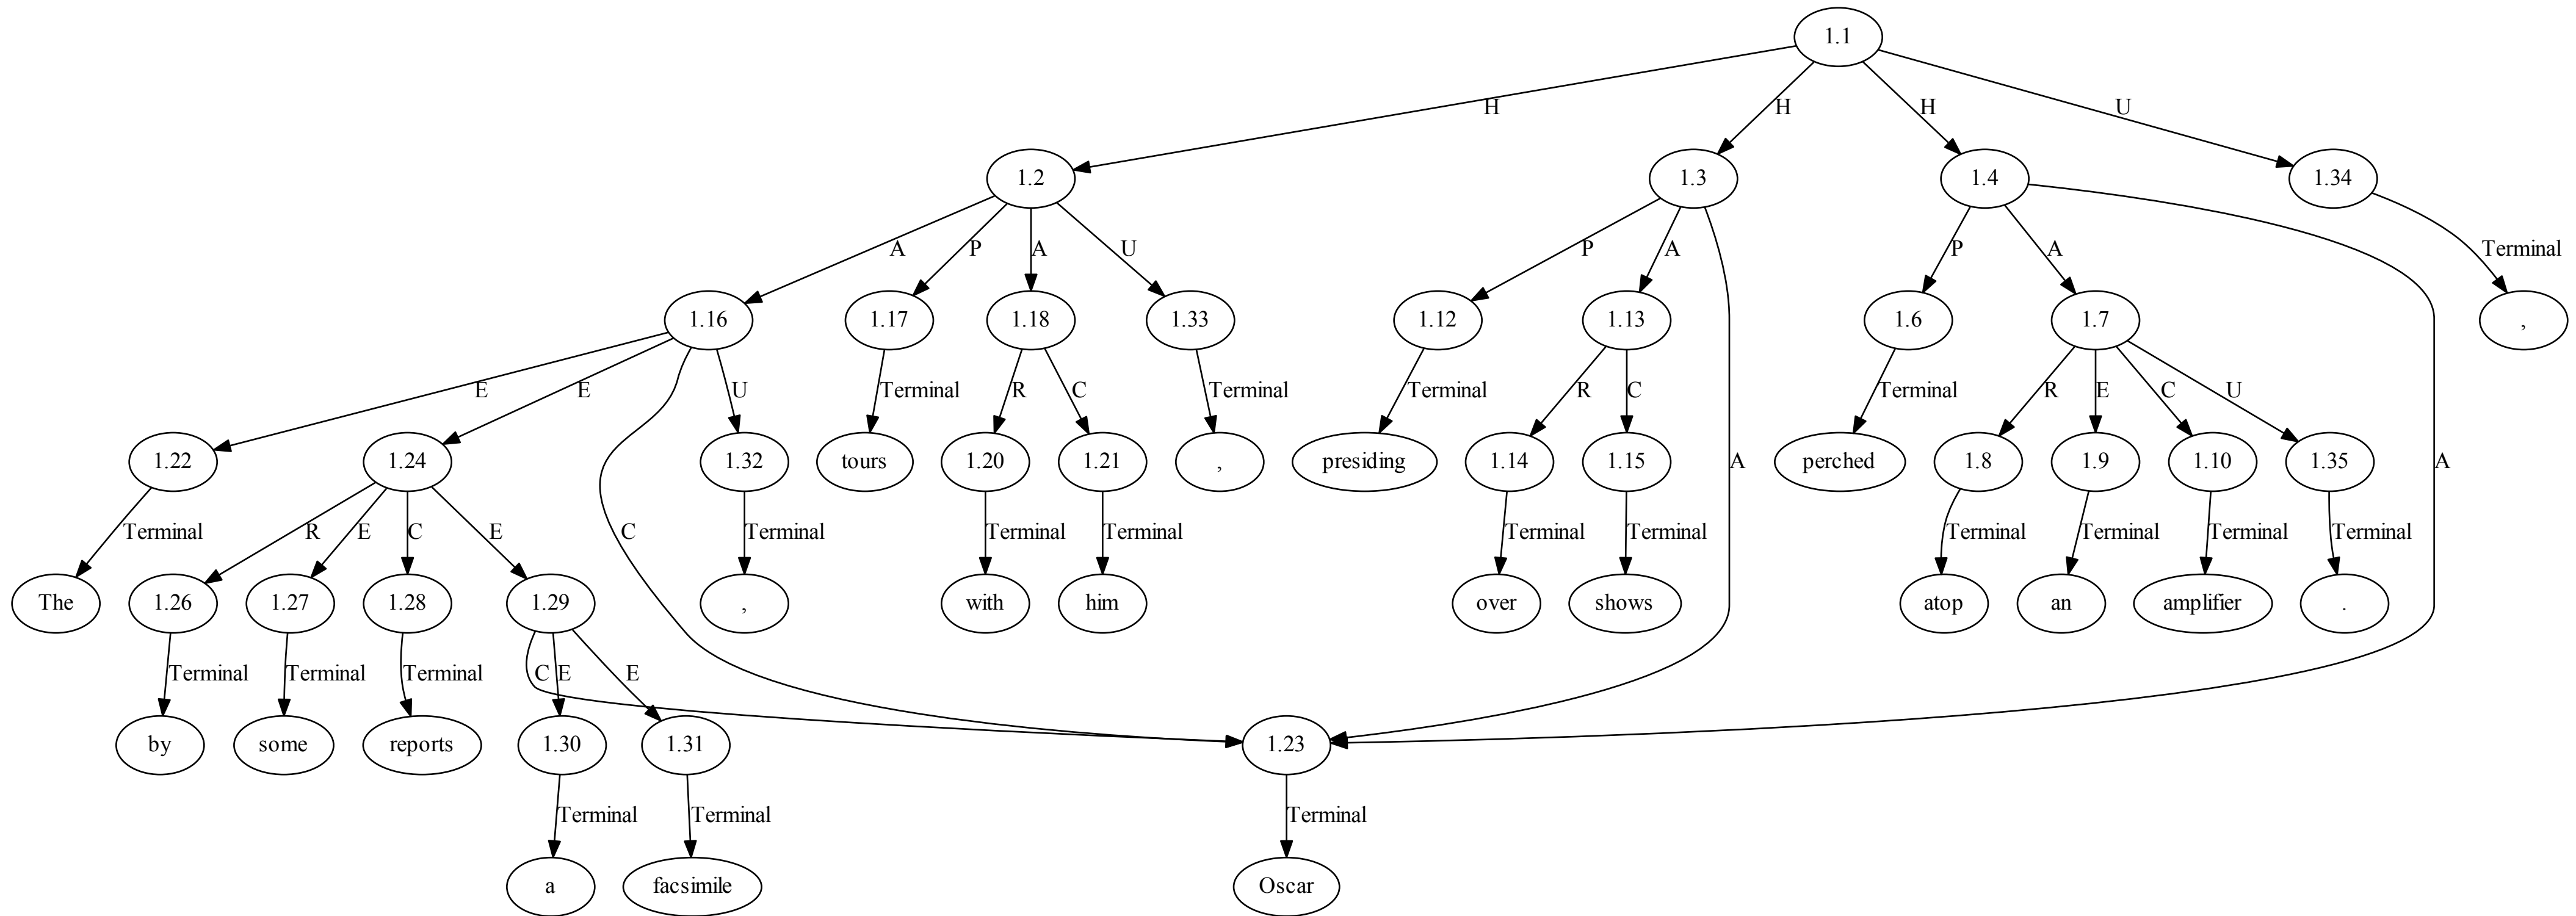 1.1
H H H U
1.2 1.3 1.4 1.34
A P A U P A P A Terminal
1.16 1.17 1.18 1.33 1.12 1.13 1.6 1.7 ,
E E U Terminal R C Terminal Terminal R C Terminal R E C U
1.22 1.24 1.32 tours 1.20 1.21 , presiding 1.14 1.15 A perched 1.8 1.9 1.10 1.35 A
Terminal R E C E C Terminal Terminal Terminal Terminal Terminal Terminal Terminal Terminal Terminal
The 1.26 1.27 1.28 1.29 , with him over shows atop an amplifier .
Terminal Terminal Terminal C E E
by some reports 1.30 1.31 1.23
Terminal Terminal Terminal
a facsimile Oscar